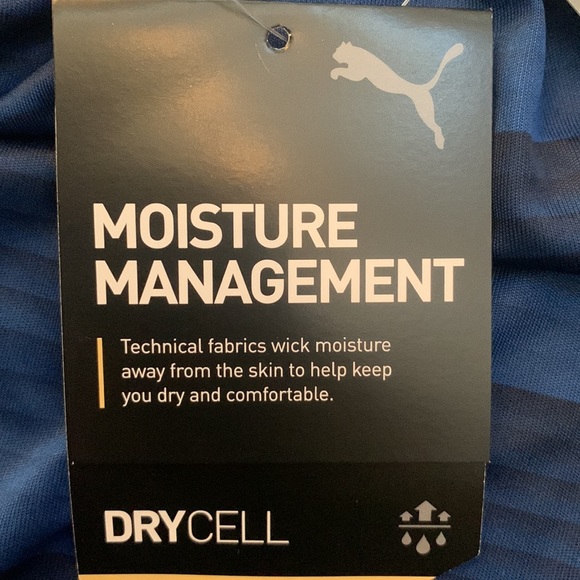 MOISTURE
MANAGEMENT
Technical fabrics wick moisture
away from the skin to help keep
you dry and comfortable.
DRYCELL